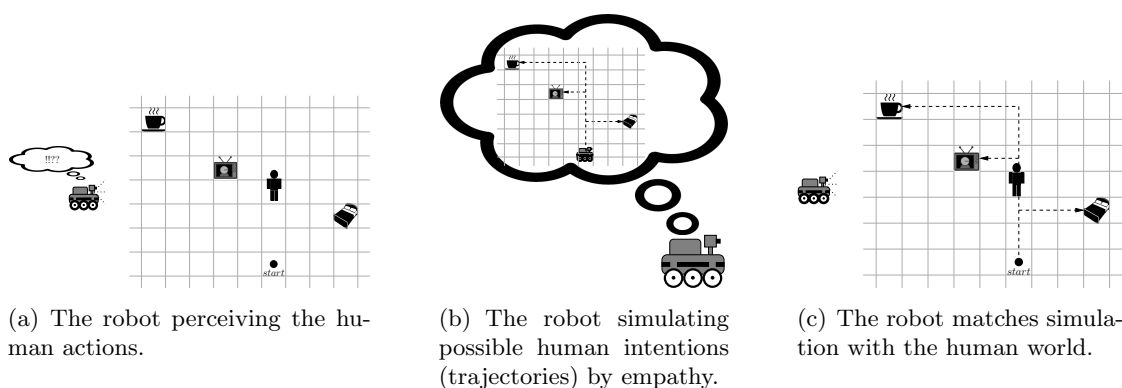 !!??
start
start
(a) The robot perceiving the hu-
man actions.
(b) The robot simulating
possible human intentions
(trajectories) by empathy.
(c) The robot matches simula-
tion with the human world.